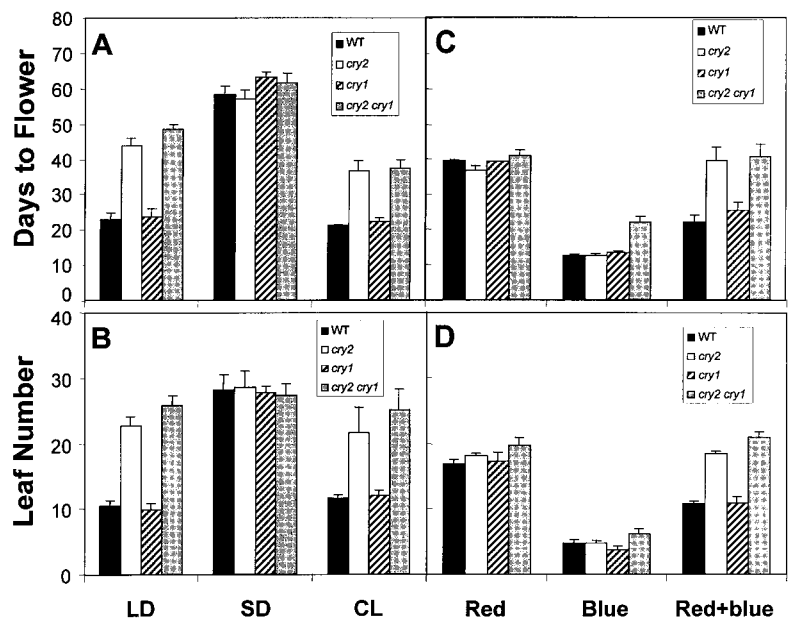 Days to Flower
80
70
60
50
40
30
20
10
0
A
WT
cry2
cry1
cry2 cry1
C
WT
cry2
cry1
cry2 cry1
Leaf Number
40
30
20
10
0
B
WT
cry2
cry1
cry2 cry1
D
WT
cry2
cry1
cry2 cry1
LD SD CL Red Blue Red+blue